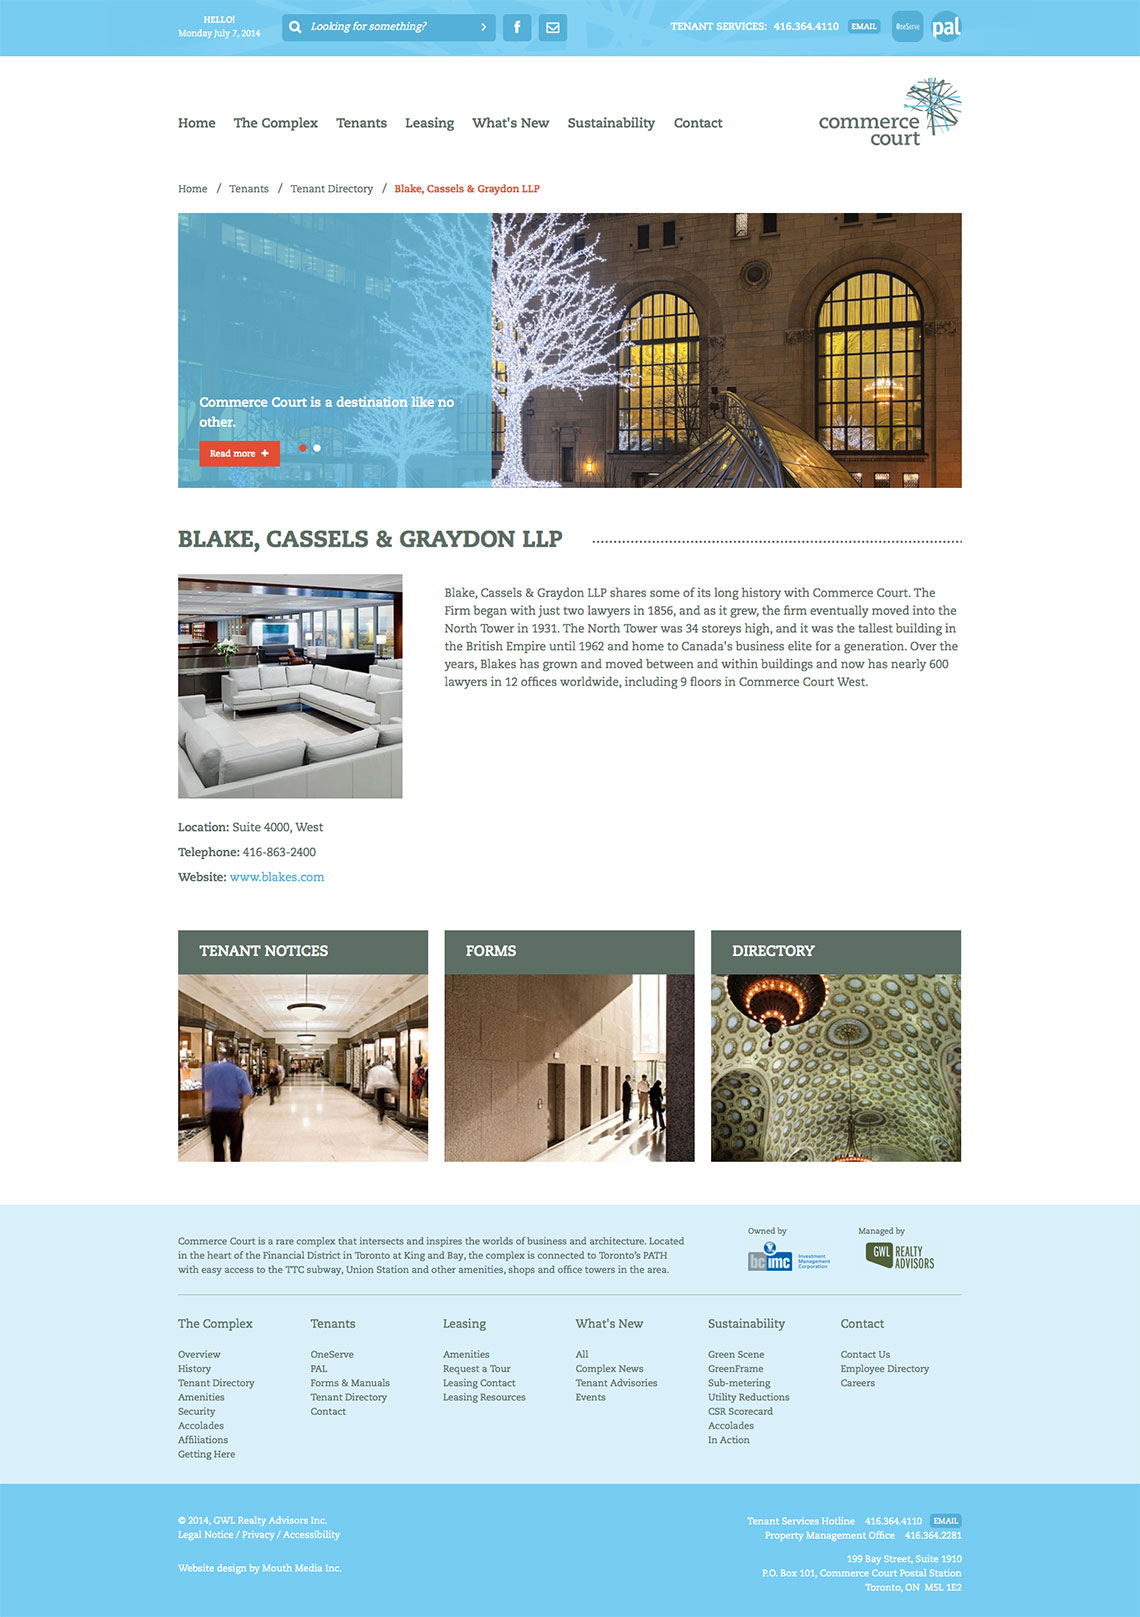 HELLO!
Monday July 7, 2014
Looking for something?
f
TENANT SERVICES: 416.364.4110 EMAIL OneServe pal
Home The Complex Tenants Leasing What's New Sustainability Contact
commerce
court
Home / Tenants / Tenant Directory / Blake, Cassels & Graydon LLP
Commerce Court is a destination like no
other.
Read more +
BLAKE, CASSELS & GRAYDON LLP
Blake, Cassels & Graydon LLP shares some of its long history with Commerce Court. The
Firm began with just two lawyers in 1856, and as it grew, the firm eventually moved into the
North Tower in 1931. The North Tower was 34 storeys high, and it was the tallest building in
the British Empire until 1962 and home to Canada's business elite for a generation. Over the
years, Blakes has grown and moved between and within buildings and now has nearly 600
lawyers in 12 offices worldwide, including 9 floors in Commerce Court West.
Location: Suite 4000, West
Telephone: 416-863-2400
Website: www.blakes.com
TENANT NOTICES
FORMS
DIRECTORY
Commerce Court is a rare complex that intersects and inspires the worlds of business and architecture. Located
in the heart of the Financial District in Toronto at King and Bay, the complex is connected to Toronto's PATH
with easy access to the TTC subway, Union Station and other amenities, shops and office towers in the area.
Owned by
bcimc Investment
Management
Corporation
Managed by
GWL REALTY
ADVISORS
The Complex
Overview
History
Tenant Directory
Amenities
Security
Accolades
Affiliations
Getting Here
Tenants
OneServe
PAL
Forms & Manuals
Tenant Directory
Contact
Leasing
Amenities
Request a Tour
Leasing Contact
Leasing Resources
What's New
All
Complex News
Tenant Advisories
Events
Sustainability
Green Scene
GreenFrame
Sub-metering
Utility Reductions
CSR Scorecard
Accolades
In Action
Contact
Contact Us
Employee Directory
Careers
© 2014, GWL Realty Advisors Inc.
Legal Notice / Privacy / Accessibility
Website design by Mouth Media Inc.
Tenant Services Hotline 416.364.4110 EMAIL
Property Management Office 416.364.2281
199 Bay Street, Suite 1910
P.O. Box 101, Commerce Court Postal Station
Toronto, ON M5L 1E2